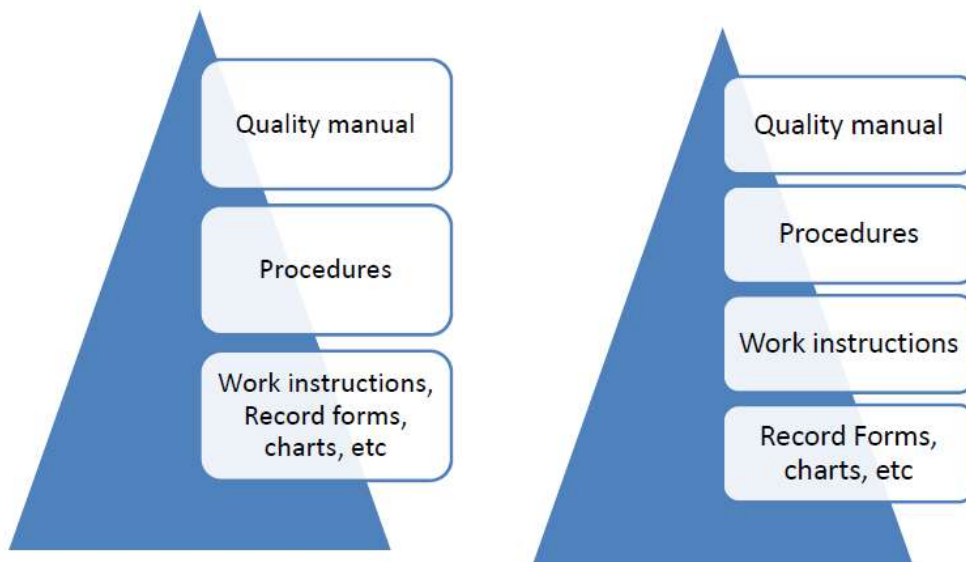 Quality manual
Procedures
Work instructions,
Record forms,
charts, etc
Quality manual
Procedures
Work instructions
Record Forms,
charts, etc